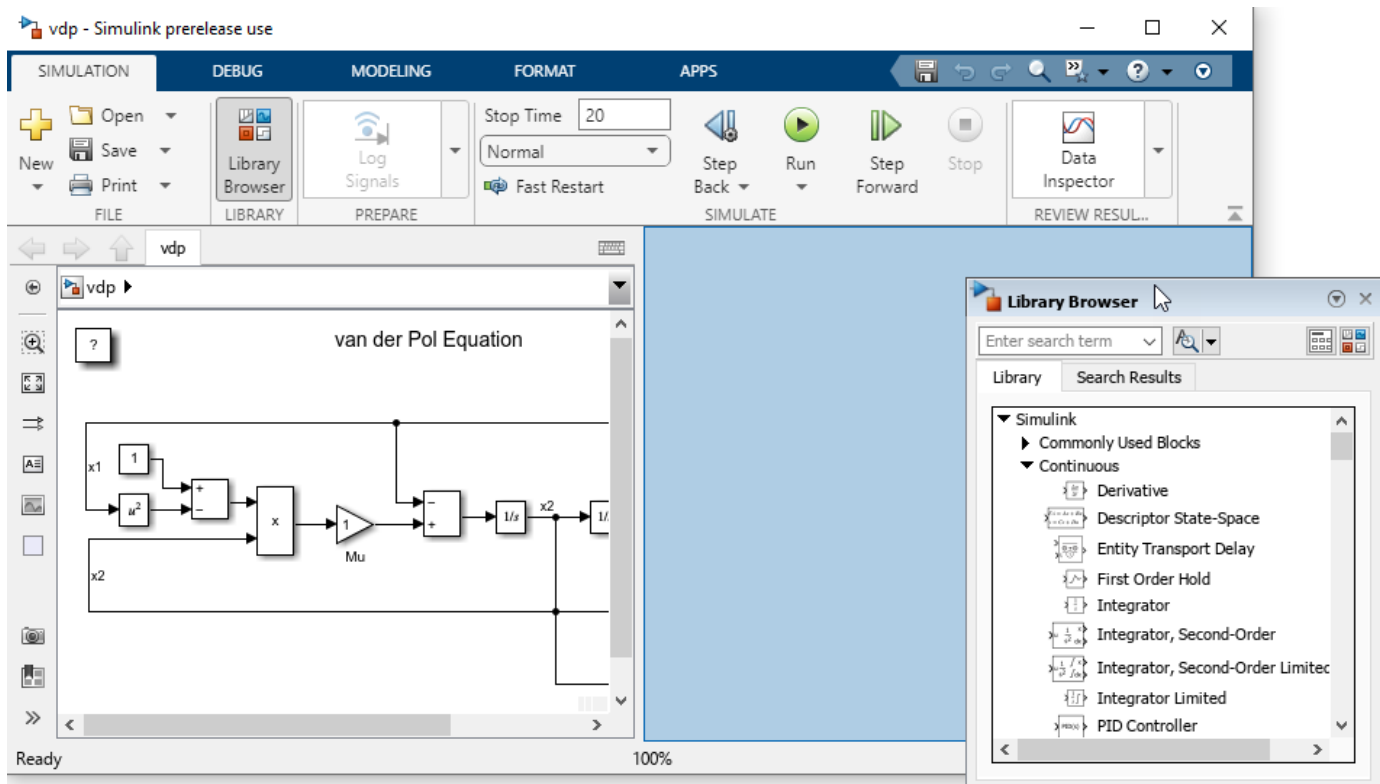 vdp - Simulink prerelease use
SIMULATION DEBUG MODELING FORMAT APPS
New
Open
Save
Print
FILE
Library
Browser
LIBRARY
Log
Signals
PREPARE
Stop Time 20
Normal
Fast Restart
Step
Back
Run
Step
Forward
Stop
SIMULATE
Data
Inspector
REVIEW RESUL...
vdp
vdp
?
van der Pol Equation
x1
1
u²
+
−
x
1
Mu
−
+
1/s
x2
1/
x2
Ready
100%
Library Browser
Enter search term
Library Search Results
Simulink
Commonly Used Blocks
Continuous
Derivative
Descriptor State-Space
Entity Transport Delay
First Order Hold
Integrator
Integrator, Second-Order
Integrator, Second-Order Limited
Integrator Limited
PID Controller